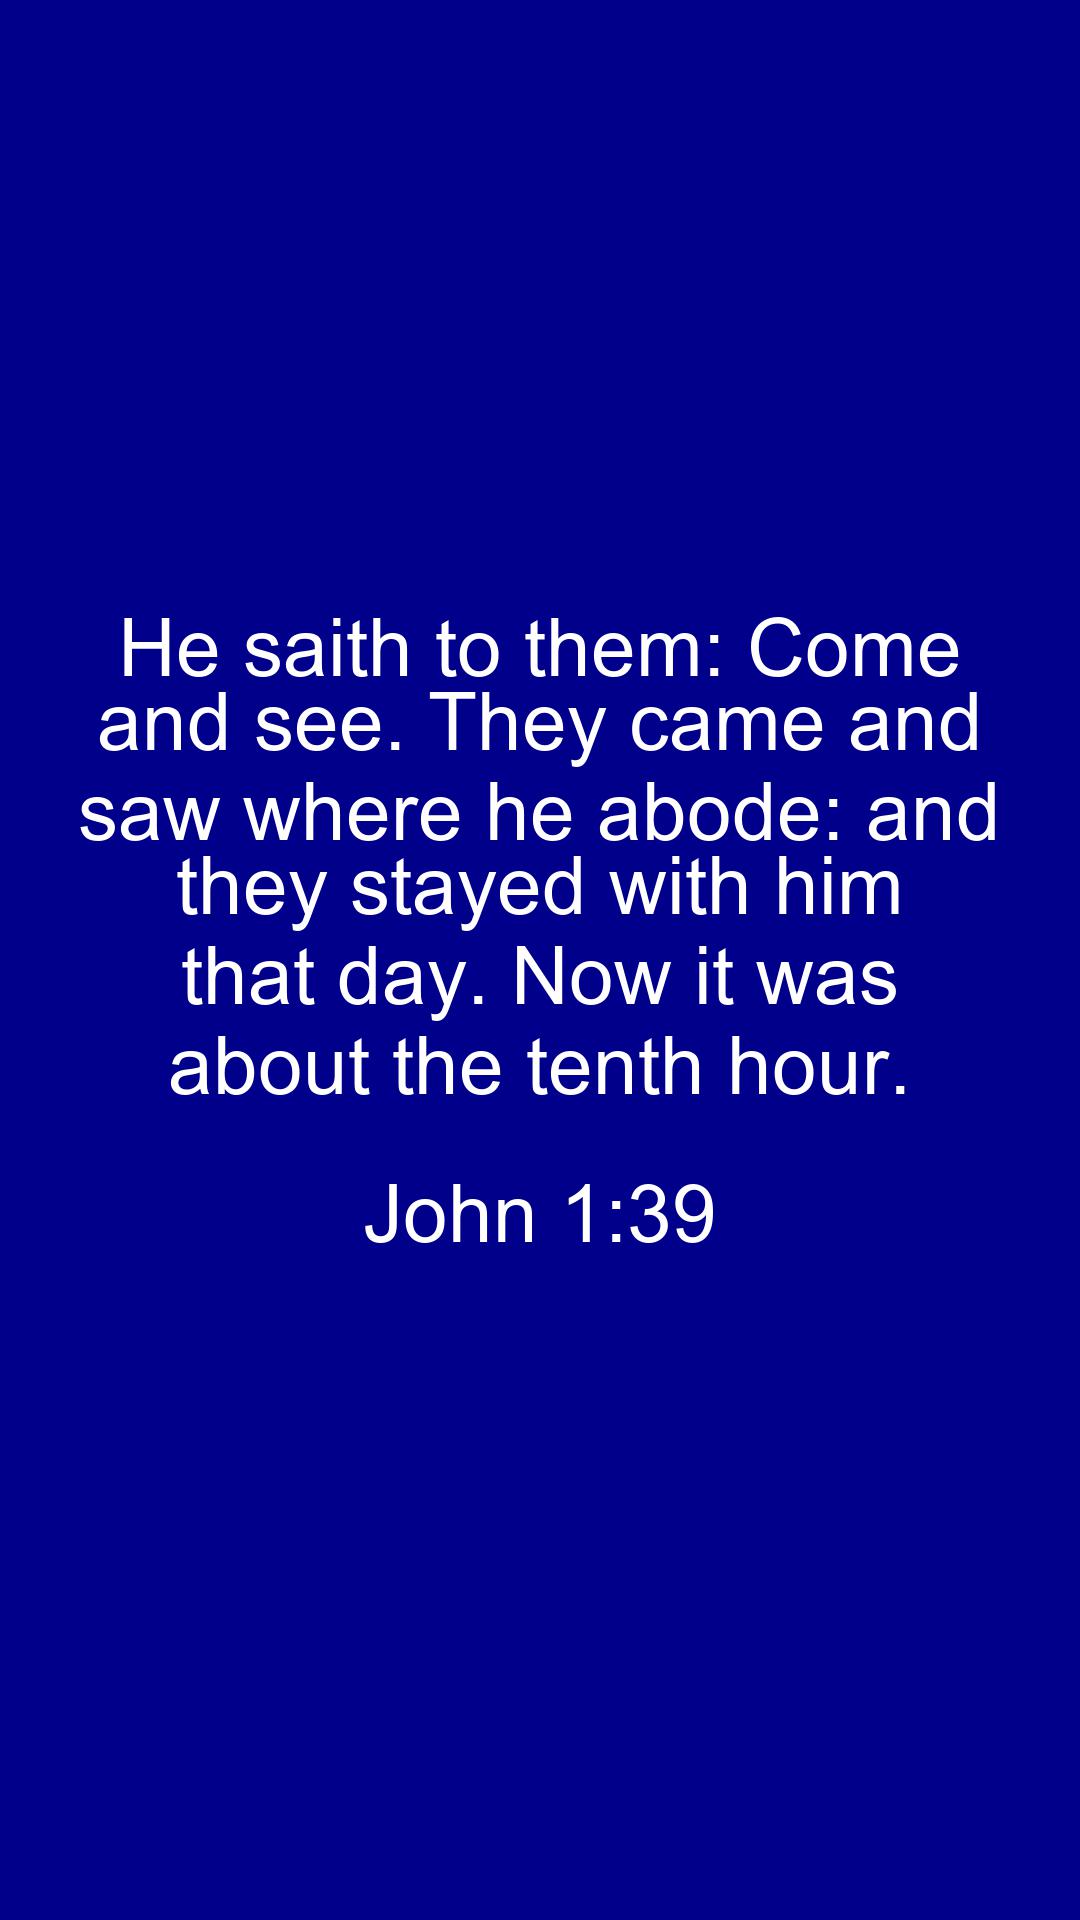 He saith to them: Come
and see. They came and
saw where he abode: and
they stayed with him
that day. Now it was
about the tenth hour.
John 1:39